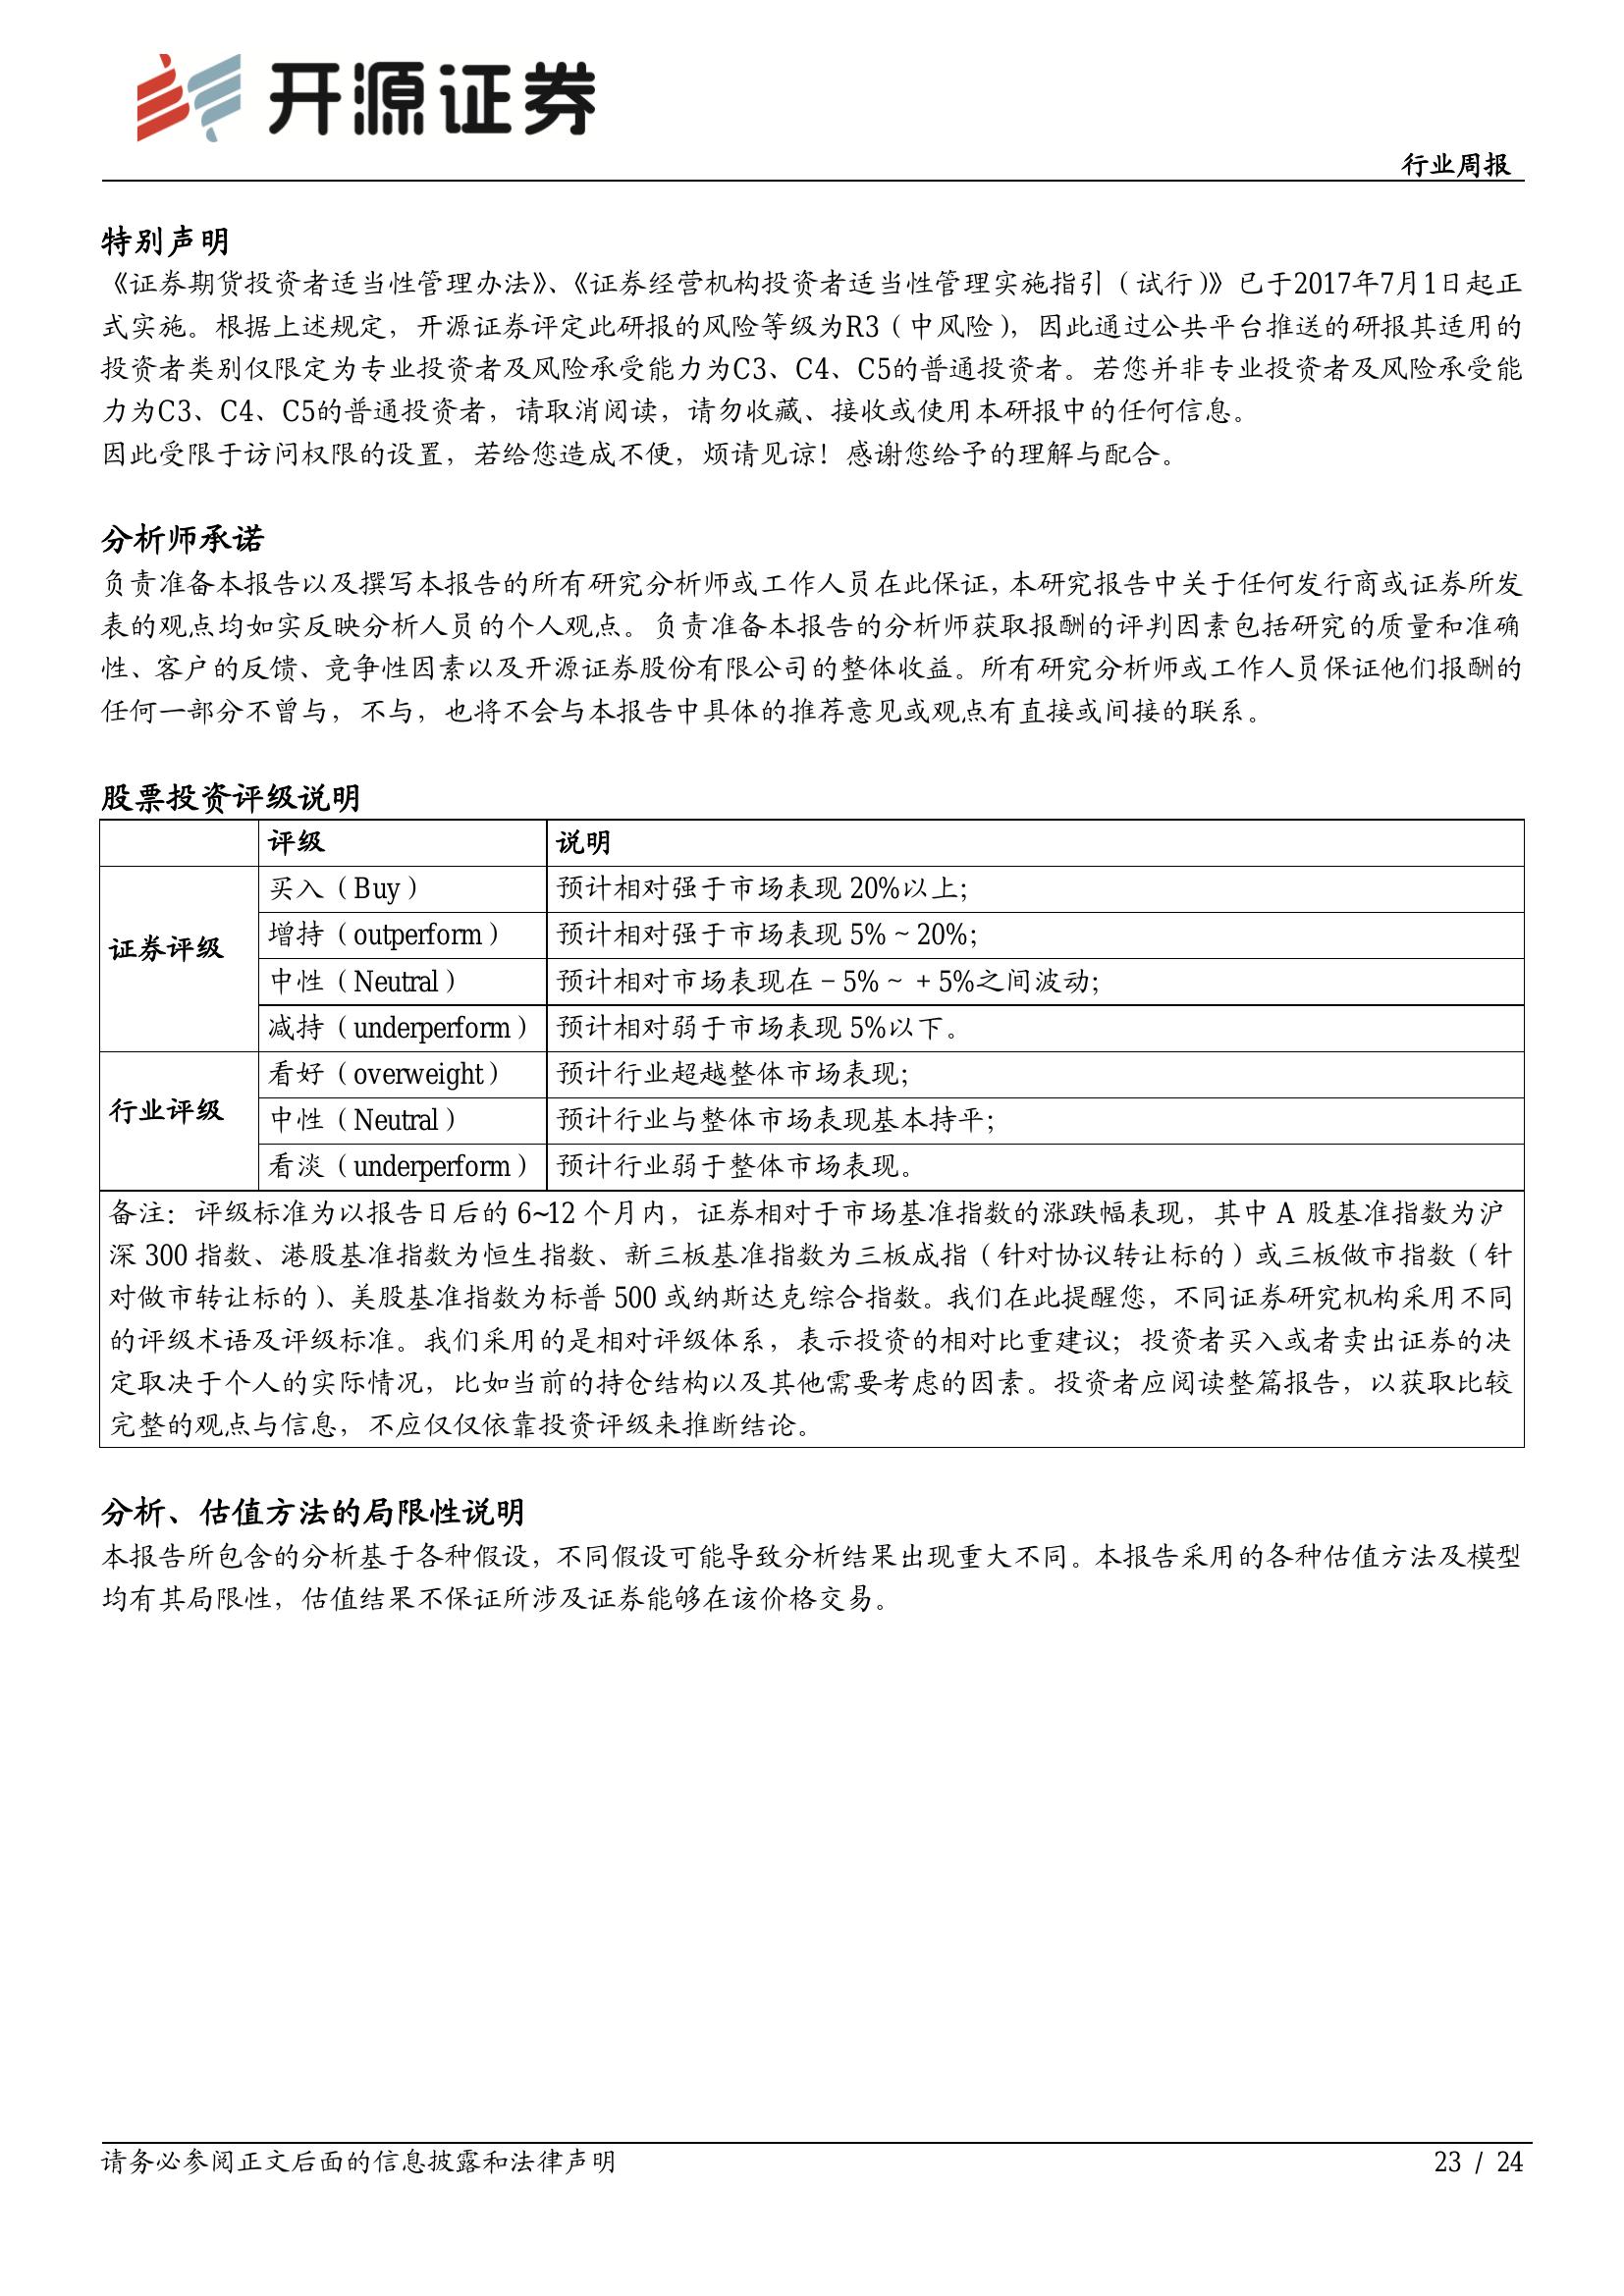 开源证券
行业周报
特别声明
《证券期货投资者适当性管理办法》、《证券经营机构投资者适当性管理实施指引（试行）》已于2017年7月1日起正
式实施。根据上述规定，开源证券评定此研报的风险等级为R3（中风险），因此通过公共平台推送的研报其适用的
投资者类别仅限定为专业投资者及风险承受能力为C3、C4、C5的普通投资者。若您并非专业投资者及风险承受能
力为C3、C4、C5的普通投资者，请取消阅读，请勿收藏、接收或使用本研报中的任何信息。
因此受限于访问权限的设置，若给您造成不便，烦请见谅！感谢您给予的理解与配合。
分析师承诺
负责准备本报告以及撰写本报告的所有研究分析师或工作人员在此保证，本研究报告中关于任何发行商或证券所发
表的观点均如实反映分析人员的个人观点。负责准备本报告的分析师获取报酬的评判因素包括研究的质量和准确
性、客户的反馈、竞争性因素以及开源证券股份有限公司的整体收益。所有研究分析师或工作人员保证他们报酬的
任何一部分不曾与，不与，也将不会与本报告中具体的推荐意见或观点有直接或间接的联系。
股票投资评级说明
评级 说明
证券评级
买入（Buy） 预计相对强于市场表现 20%以上；
增持（outperform） 预计相对强于市场表现 5%～20%；
中性（Neutral） 预计相对市场表现在－5%～＋5%之间波动；
减持（underperform） 预计相对弱于市场表现 5%以下。
行业评级
看好（overweight） 预计行业超越整体市场表现；
中性（Neutral） 预计行业与整体市场表现基本持平；
看淡（underperform） 预计行业弱于整体市场表现。
备注：评级标准为以报告日后的 6~12 个月内，证券相对于市场基准指数的涨跌幅表现，其中 A 股基准指数为沪
深 300 指数、港股基准指数为恒生指数、新三板基准指数为三板成指（针对协议转让标的）或三板做市指数（针
对做市转让标的）、美股基准指数为标普 500 或纳斯达克综合指数。我们在此提醒您，不同证券研究机构采用不同
的评级术语及评级标准。我们采用的是相对评级体系，表示投资的相对比重建议；投资者买入或者卖出证券的决
定取决于个人的实际情况，比如当前的持仓结构以及其他需要考虑的因素。投资者应阅读整篇报告，以获取比较
完整的观点与信息，不应仅仅依靠投资评级来推断结论。
分析、估值方法的局限性说明
本报告所包含的分析基于各种假设，不同假设可能导致分析结果出现重大不同。本报告采用的各种估值方法及模型
均有其局限性，估值结果不保证所涉及证券能够在该价格交易。
请务必参阅正文后面的信息披露和法律声明 23 / 24